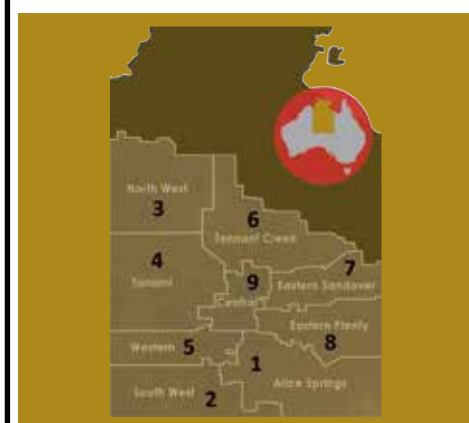 North West
3
6
Tennant Creek
4
Tanami
7
9
Eastern Sandover
Central
Eastern Plenty
8
Western 5
1
Alice Springs
South West 2